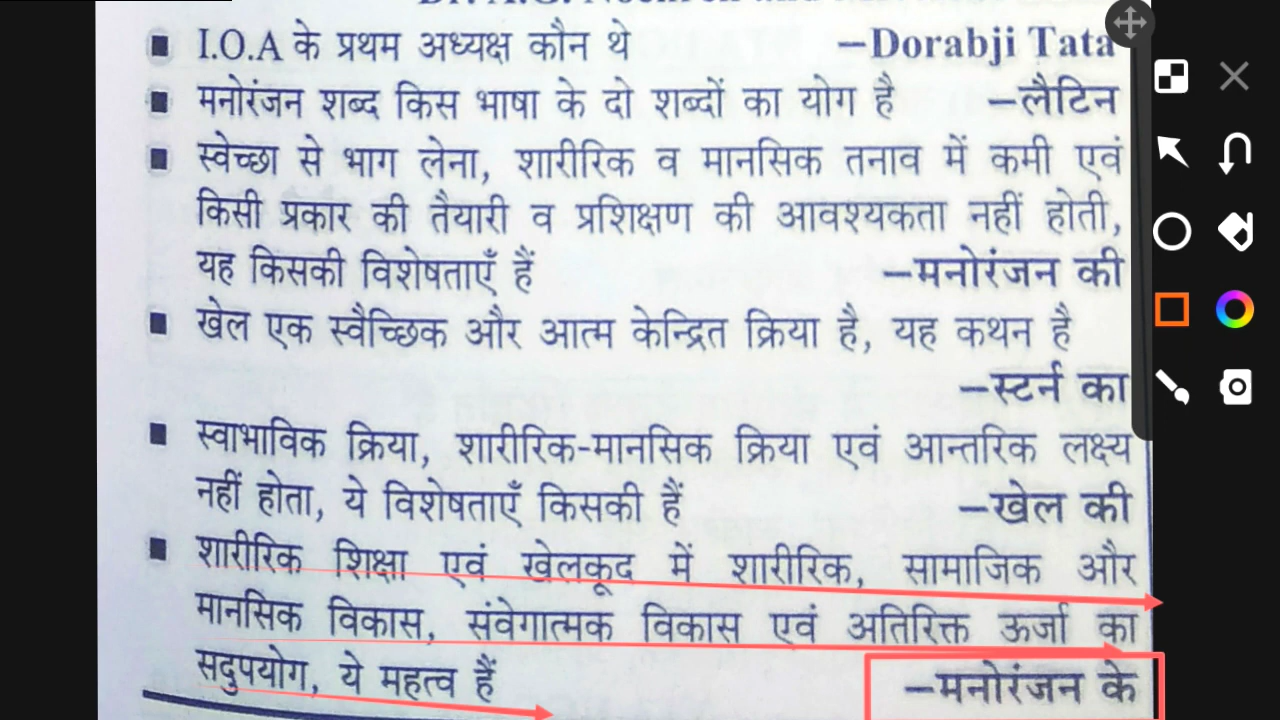 ■ I.O.A के प्रथम अध्यक्ष कौन थे –Dorabji Tata
■ मनोरंजन शब्द किस भाषा के दो शब्दों का योग है –लैटिन
■ स्वेच्छा से भाग लेना, शारीरिक व मानसिक तनाव में कमी एवं
किसी प्रकार की तैयारी व प्रशिक्षण की आवश्यकता नहीं होती,
यह किसकी विशेषताएँ हैं –मनोरंजन की
■ खेल एक स्वैच्छिक और आत्म केन्द्रित क्रिया है, यह कथन है
–स्टर्न का
■ स्वाभाविक क्रिया, शारीरिक-मानसिक क्रिया एवं आन्तरिक लक्ष्य
नहीं होता, ये विशेषताएँ किसकी हैं –खेल की
■ शारीरिक शिक्षा एवं खेलकूद में शारीरिक, सामाजिक और
मानसिक विकास, संवेगात्मक विकास एवं अतिरिक्त ऊर्जा का
सदुपयोग, ये महत्व हैं –मनोरंजन के